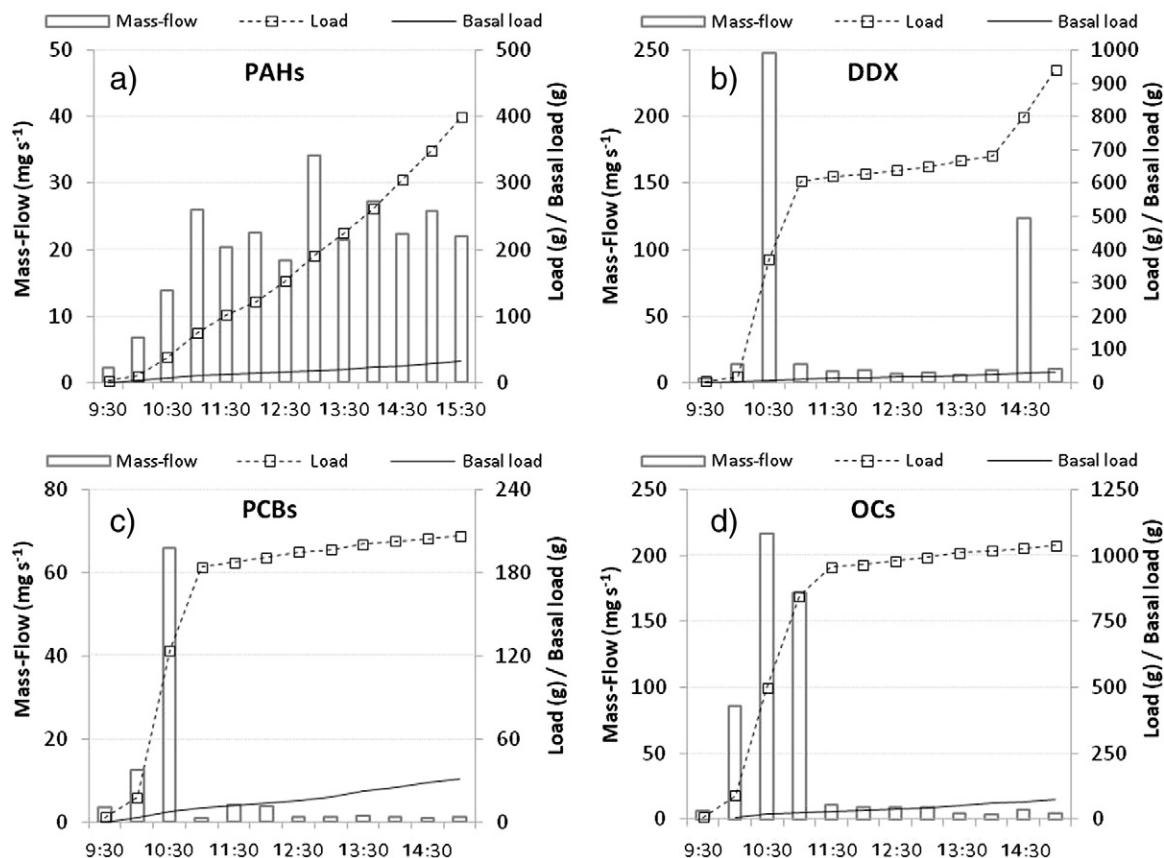 Mass-flow Load Basal load
a) PAHs
Mass-Flow (mg s⁻¹)
50
40
30
20
10
0
Load (g) / Basal load (g)
500
400
300
200
100
0
9:30 10:30 11:30 12:30 13:30 14:30 15:30
Mass-flow Load Basal load
b) DDX
Mass-Flow (mg s⁻¹)
250
200
150
100
50
0
Load (g) / Basal load (g)
1000
900
800
700
600
500
400
300
200
100
0
9:30 10:30 11:30 12:30 13:30 14:30
Mass-flow Load Basal load
c) PCBs
Mass-Flow (mg s⁻¹)
80
60
40
20
0
Load (g) / Basal load (g)
240
180
120
60
0
9:30 10:30 11:30 12:30 13:30 14:30
Mass-flow Load Basal load
d) OCs
Mass-Flow (mg s⁻¹)
250
200
150
100
50
0
Load (g) / Basal load (g)
1250
1000
750
500
250
0
9:30 10:30 11:30 12:30 13:30 14:30